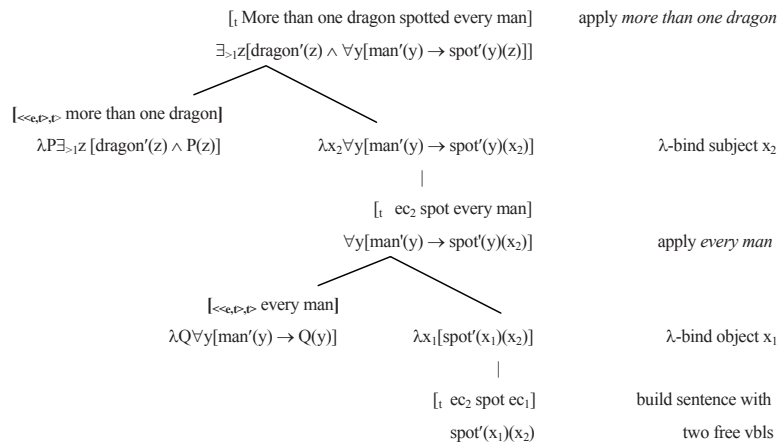 [ₜ More than one dragon spotted every man] apply more than one dragon
∃>₁z[dragon′(z) ∧ ∀y[man′(y) → spot′(y)(z)]]
[<<e,t>,t> more than one dragon]
λP∃>₁z [dragon′(z) ∧ P(z)] λx₂∀y[man′(y) → spot′(y)(x₂)] λ-bind subject x₂
|
[ₜ ec₂ spot every man]
∀y[man'(y) → spot'(y)(x₂)] apply every man
[<<e,t>,t> every man]
λQ∀y[man′(y) → Q(y)] λx₁[spot′(x₁)(x₂)] λ-bind object x₁
|
[ₜ ec₂ spot ec₁] build sentence with
spot′(x₁)(x₂) two free vbls